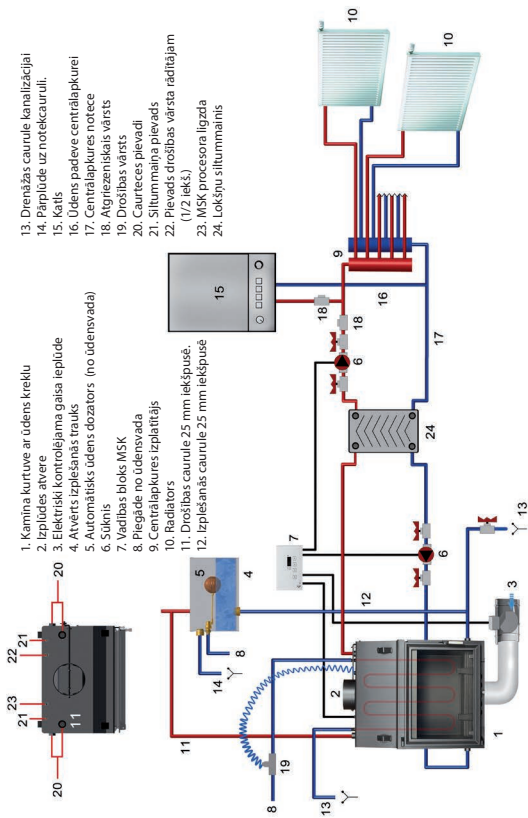 1. Kamīna kurtuve ar ūdens kreklu
2. Izplūdes atvere
3. Elektriski kontrolējama gaisa ieplūde
4. Atvērts izplešanās trauks
5. Automātisks ūdens dozators (no ūdensvada)
6. Sūknis
7. Vadības bloks MSK
8. Piegāde no ūdensvada
9. Centrālapkures izplatītājs
10. Radiators
11. Drošības caurule 25 mm iekšpusē.
12. Izplešanās caurule 25 mm iekšpusē
13. Drenāžas caurule kanalizācijai
14. Pārplūde uz notekcauruli.
15. Katls
16. Ūdens padeve centrālapkurei
17. Centrālapkures notece
18. Atgriezeniskais vārsts
19. Drošības vārsts
20. Caurteces pievadi
21. Siltummaiņa pievads
22. Pievads drošības vārsta rādītājam
(1/2 iekš.)
23. MSK procesora ligzda
24. Lokšņu siltummainis
20
21
23
22
21
20
11
11
14
8
5
4
7
12
19
8
13
2
1
3
13
6
24
6
18
18
15
9
16
17
10
10